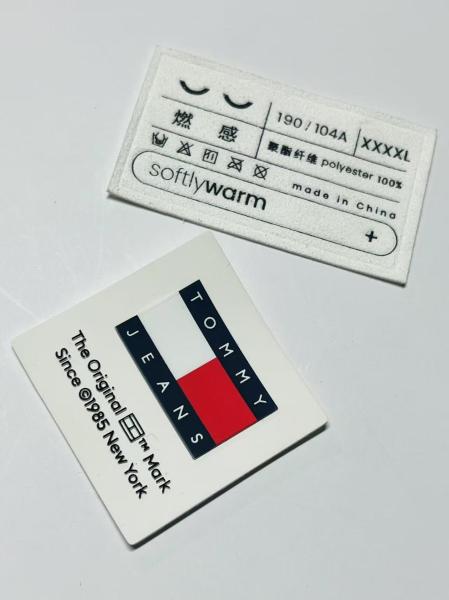 燃 感
190 / 104A
XXXXL
聚酯纤维 polyester 100%
softlywarm
made in China
+
TOMMY
JEANS
The Original ™ Mark
Since ©1985 New York